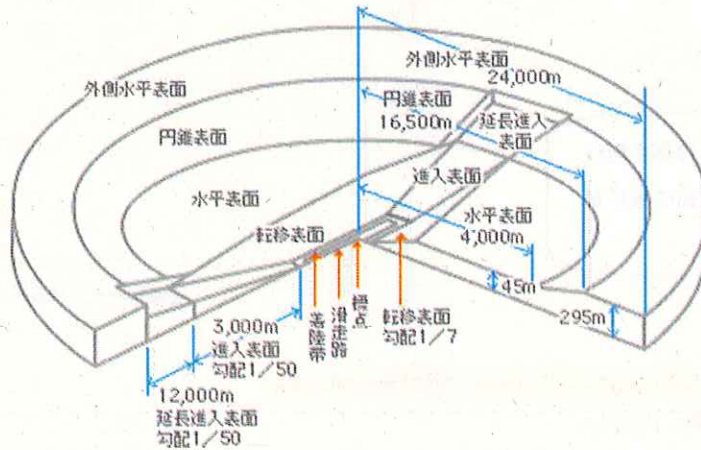 外側水平表面
24,000m
外側水平表面
円錐表面
16,500m
延長進入
表面
円錐表面
進入表面
水平表面
水平表面
4,000m
転移表面
45m
295m
着陸帯
滑走路
標点
転移表面
勾配1/7
3,000m
進入表面
勾配1/50
12,000m
延長進入表面
勾配1/50